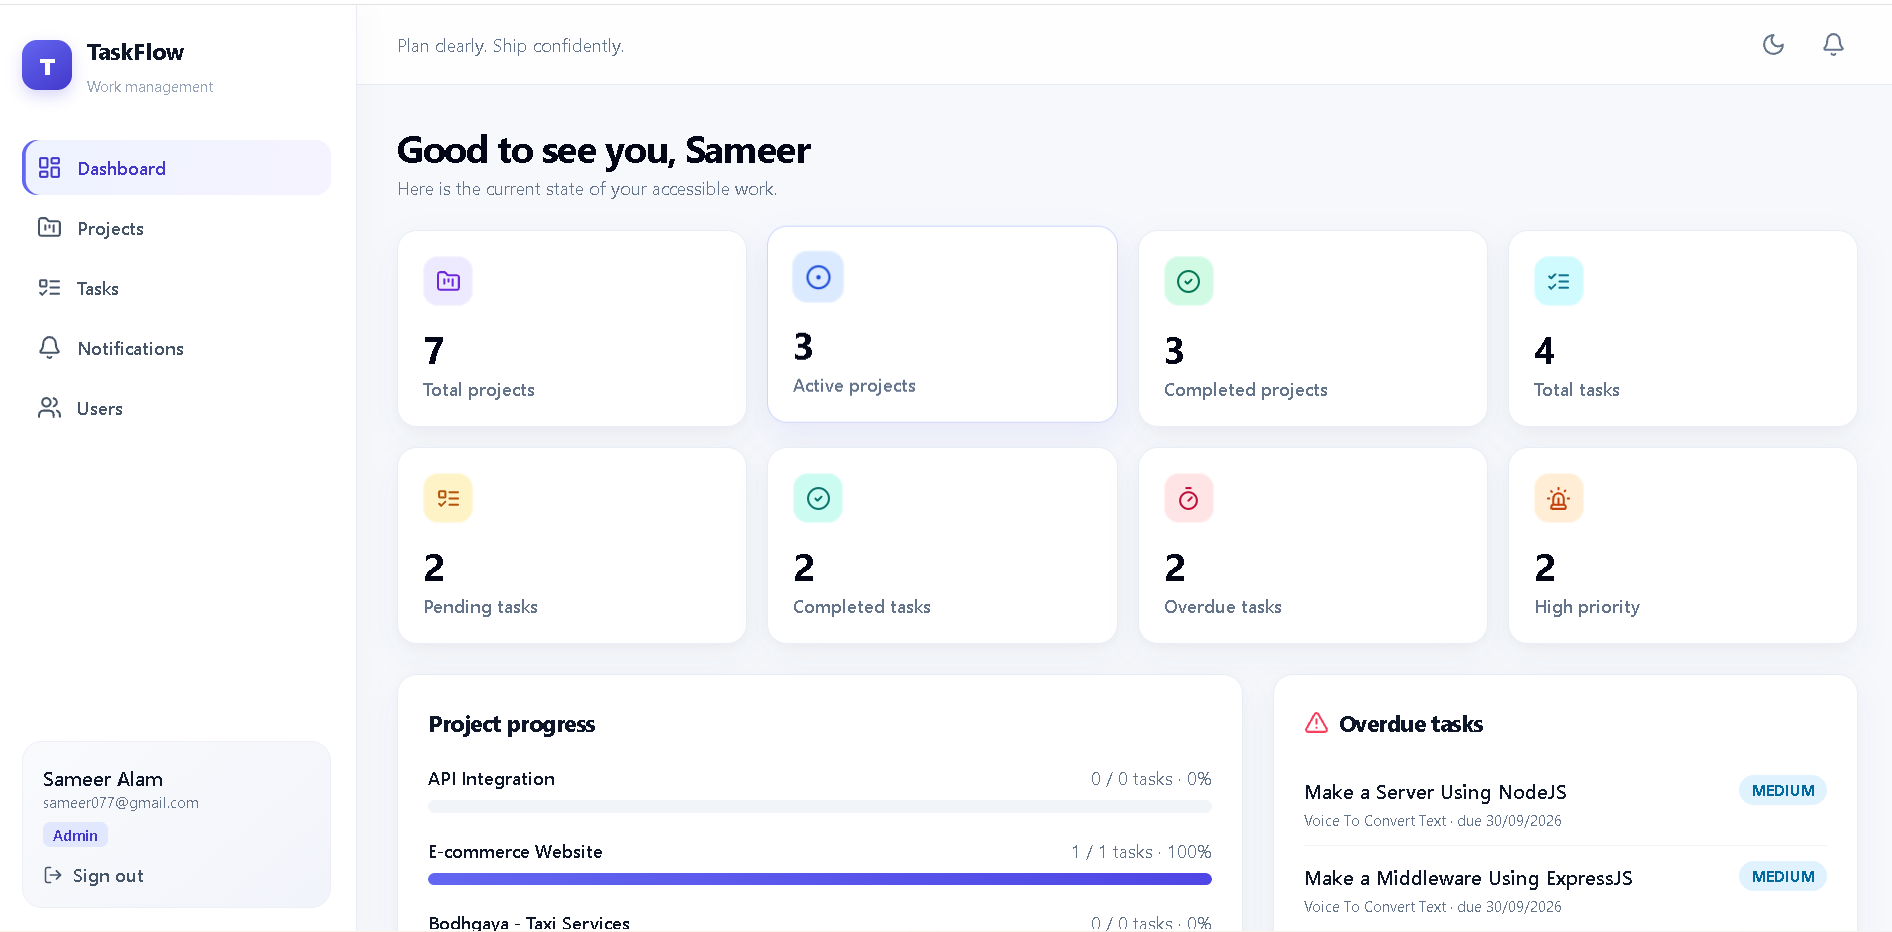 T
TaskFlow
Work management
Dashboard
Projects
Tasks
Notifications
Users
Sameer Alam
sameer077@gmail.com
Admin
Sign out
Plan clearly. Ship confidently.
Good to see you, Sameer
Here is the current state of your accessible work.
7
Total projects
3
Active projects
3
Completed projects
4
Total tasks
2
Pending tasks
2
Completed tasks
2
Overdue tasks
2
High priority
Project progress
API Integration 0 / 0 tasks · 0%
E-commerce Website 1 / 1 tasks · 100%
Bodhgaya - Taxi Services 0 / 0 tasks · 0%
Overdue tasks
Make a Server Using NodeJS MEDIUM
Voice To Convert Text · due 30/09/2026
Make a Middleware Using ExpressJS MEDIUM
Voice To Convert Text · due 30/09/2026